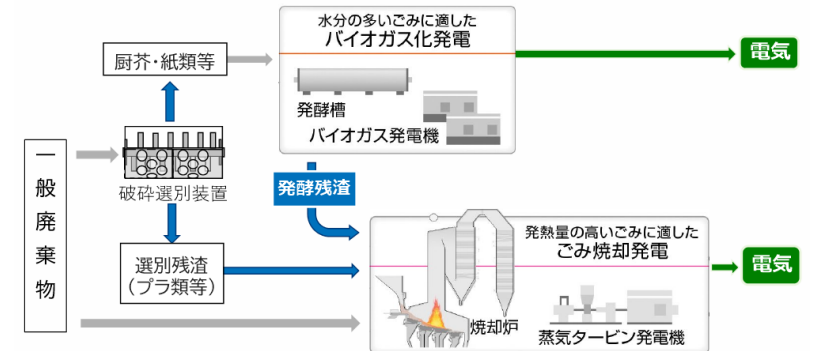 一般廃棄物
厨芥・紙類等
破砕選別装置
選別残渣
(プラ類等)
水分の多いごみに適した
バイオガス化発電
発酵槽
バイオガス発電機
電気
発酵残渣
発熱量の高いごみに適した
ごみ焼却発電
焼却炉
蒸気タービン発電機
電気